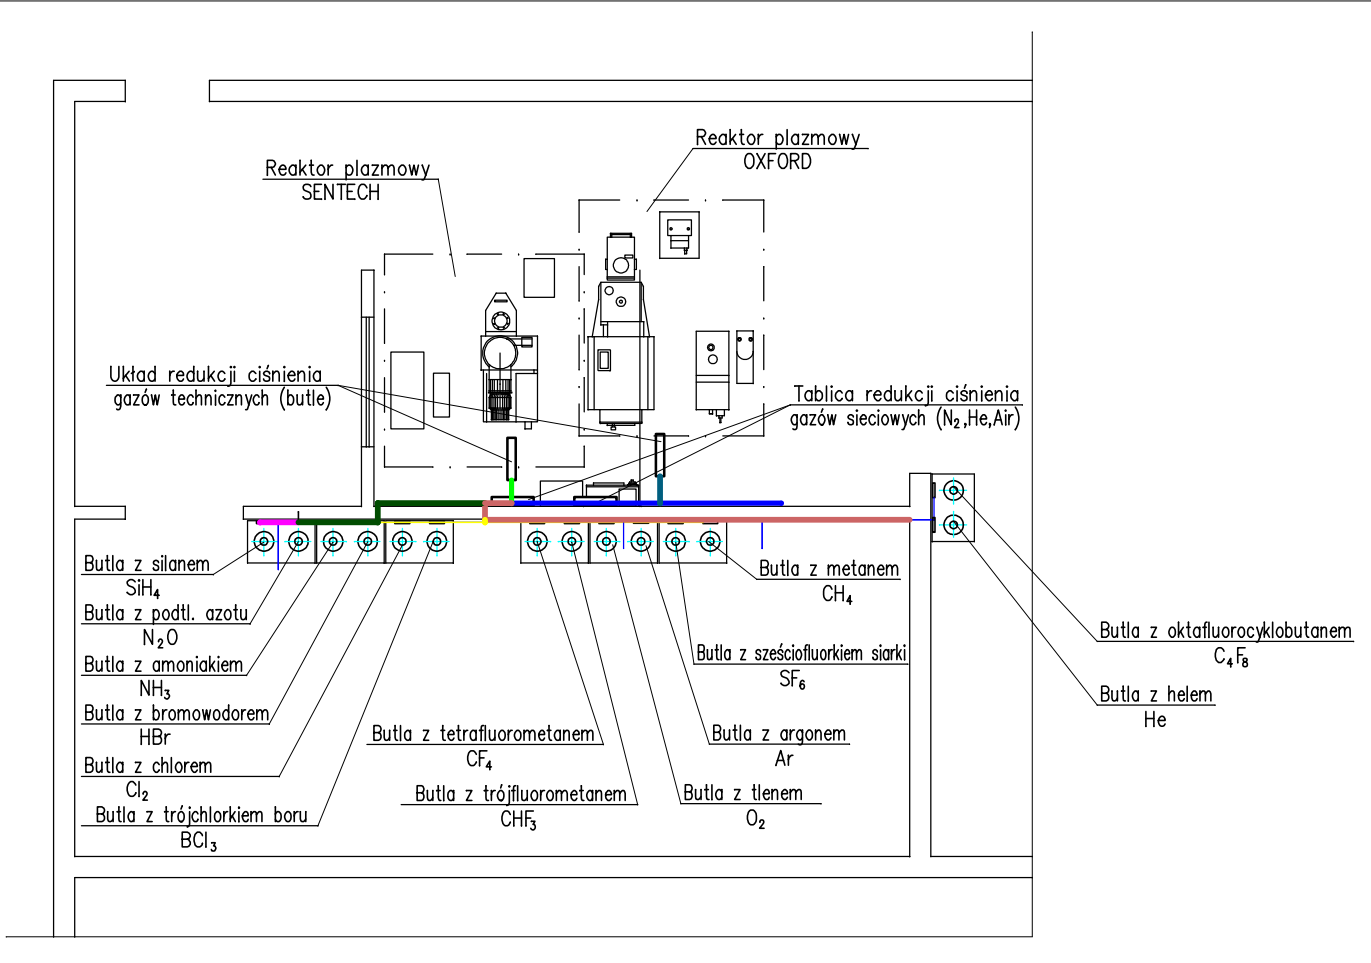 Reaktor plazmowy
OXFORD
Reaktor plazmowy
SENTECH
Układ redukcji ciśnienia
gazów technicznych (butle)
Tablica redukcji ciśnienia
gazów sieciowych (N₂,He,Air)
Butla z silanem
SiH₄
Butla z podtl. azotu
N₂O
Butla z amoniakiem
NH₃
Butla z bromowodorem
HBr
Butla z chlorem
Cl₂
Butla z trójchlorkiem boru
BCl₃
Butla z tetrafluorometanem
CF₄
Butla z trójfluorometanem
CHF₃
Butla z metanem
CH₄
Butla z sześciofluorkiem siarki
SF₆
Butla z argonem
Ar
Butla z tlenem
O₂
Butla z oktafluorocyklobutanem
C₄F₈
Butla z helem
He